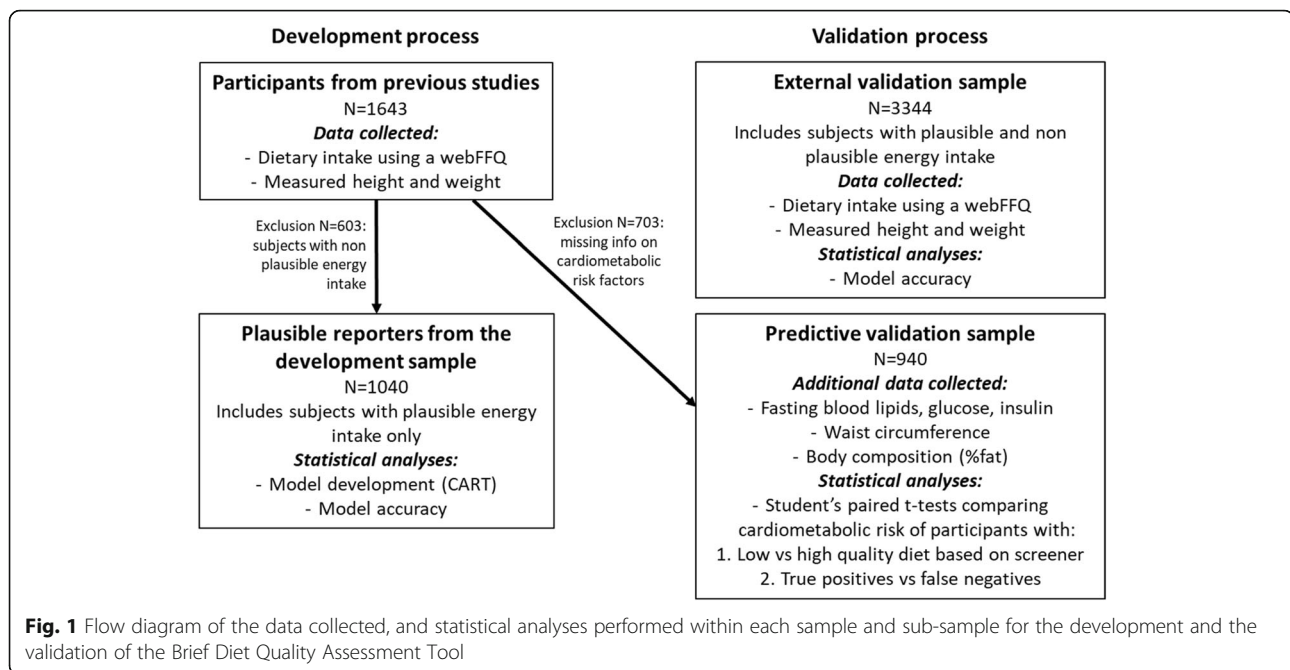 Development process
Participants from previous studies
N=1643
Data collected:
- Dietary intake using a webFFQ
- Measured height and weight
Exclusion N=603:
subjects with non
plausible energy
intake
Exclusion N=703:
missing info on
cardiometabolic
risk factors
Plausible reporters from the
development sample
N=1040
Includes subjects with plausible energy
intake only
Statistical analyses:
- Model development (CART)
- Model accuracy
Validation process
External validation sample
N=3344
Includes subjects with plausible and non
plausible energy intake
Data collected:
- Dietary intake using a webFFQ
- Measured height and weight
Statistical analyses:
- Model accuracy
Predictive validation sample
N=940
Additional data collected:
- Fasting blood lipids, glucose, insulin
- Waist circumference
- Body composition (%fat)
Statistical analyses:
- Student's paired t-tests comparing
cardiometabolic risk of participants with:
1. Low vs high quality diet based on screener
2. True positives vs false negatives
Fig. 1 Flow diagram of the data collected, and statistical analyses performed within each sample and sub-sample for the development and the
validation of the Brief Diet Quality Assessment Tool